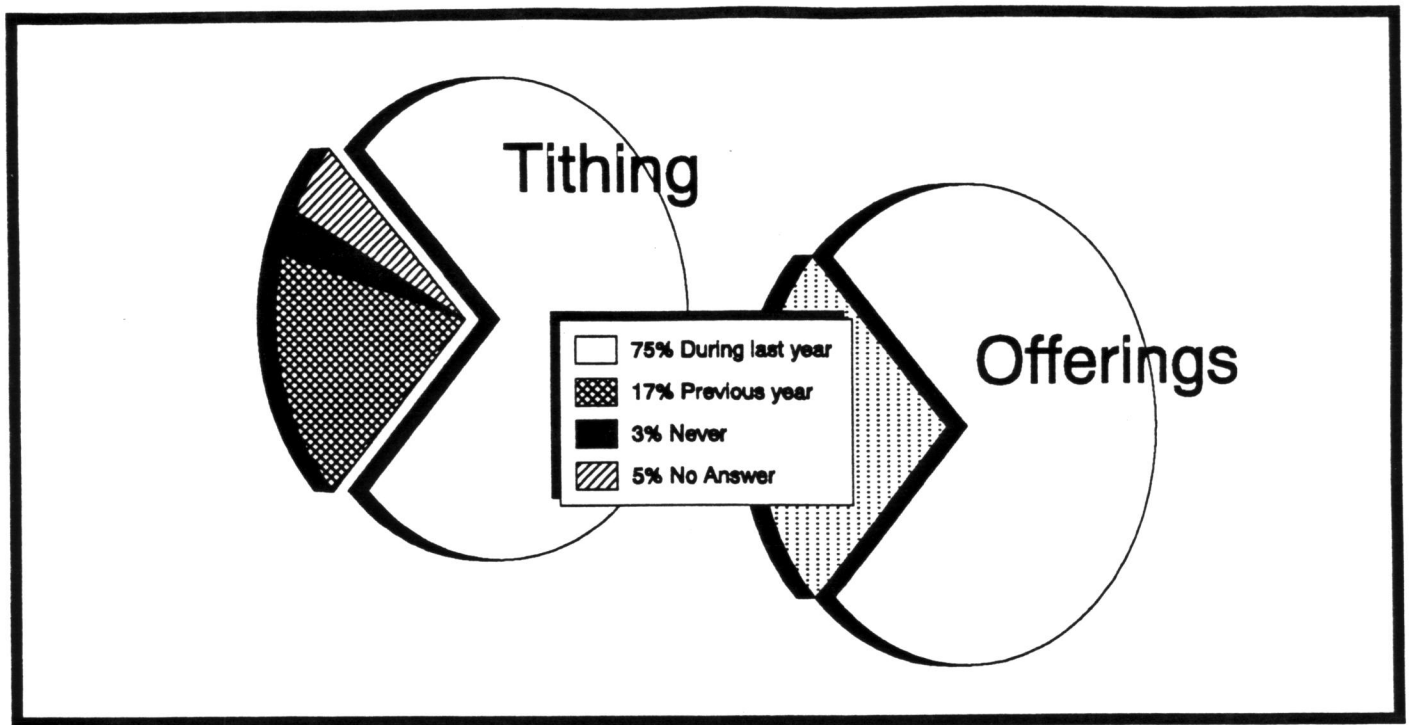 Tithing
Offerings
75% During last year
17% Previous year
3% Never
5% No Answer